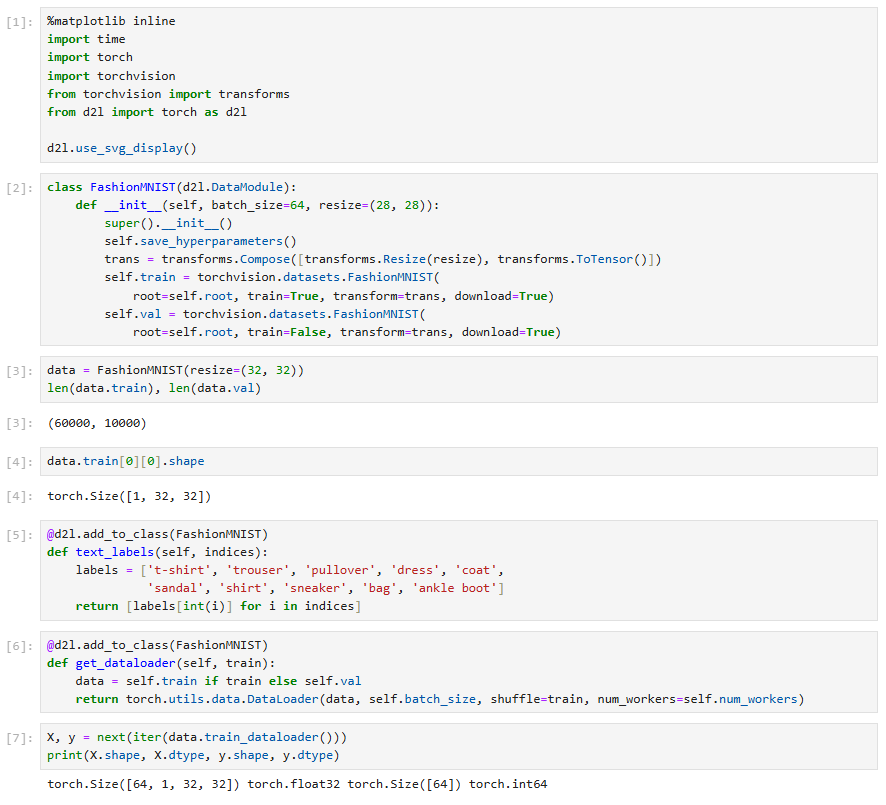 [1]: %matplotlib inline
import time
import torch
import torchvision
from torchvision import transforms
from d2l import torch as d2l
d2l.use_svg_display()
[2]: class FashionMNIST(d2l.DataModule):
    def __init__(self, batch_size=64, resize=(28, 28)):
        super().__init__()
        self.save_hyperparameters()
        trans = transforms.Compose([transforms.Resize(resize), transforms.ToTensor()])
        self.train = torchvision.datasets.FashionMNIST(
            root=self.root, train=True, transform=trans, download=True)
        self.val = torchvision.datasets.FashionMNIST(
            root=self.root, train=False, transform=trans, download=True)
[3]: data = FashionMNIST(resize=(32, 32))
len(data.train), len(data.val)
[3]: (60000, 10000)
[4]: data.train[0][0].shape
[4]: torch.Size([1, 32, 32])
[5]: @d2l.add_to_class(FashionMNIST)
def text_labels(self, indices):
    labels = ['t-shirt', 'trouser', 'pullover', 'dress', 'coat',
              'sandal', 'shirt', 'sneaker', 'bag', 'ankle boot']
    return [labels[int(i)] for i in indices]
[6]: @d2l.add_to_class(FashionMNIST)
def get_dataloader(self, train):
    data = self.train if train else self.val
    return torch.utils.data.DataLoader(data, self.batch_size, shuffle=train, num_workers=self.num_workers)
[7]: X, y = next(iter(data.train_dataloader()))
print(X.shape, X.dtype, y.shape, y.dtype)
torch.Size([64, 1, 32, 32]) torch.float32 torch.Size([64]) torch.int64